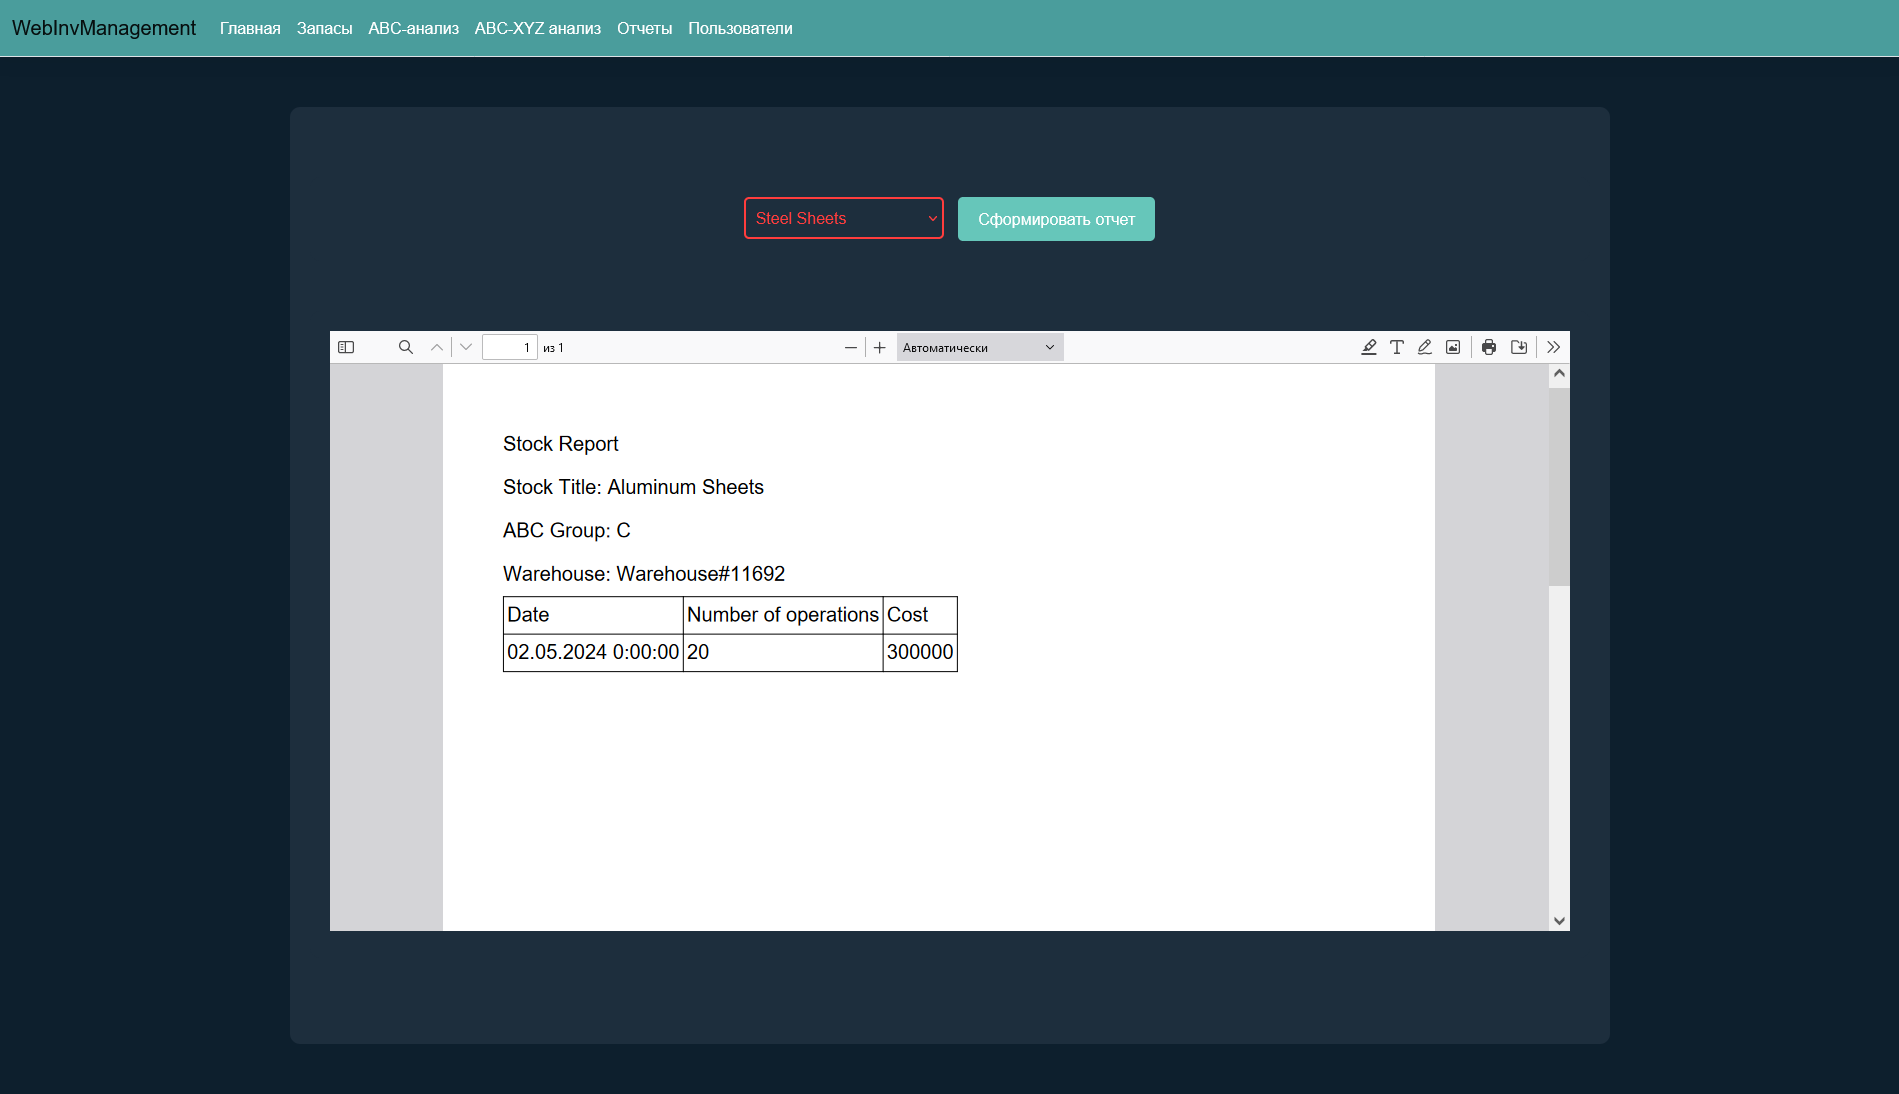 WebInvManagement Главная Запасы ABC-анализ ABC-XYZ анализ Отчеты Пользователи
Steel Sheets Сформировать отчет
1 из 1 Автоматически
Stock Report
Stock Title: Aluminum Sheets
ABC Group: C
Warehouse: Warehouse#11692
Date Number of operations Cost
02.05.2024 0:00:00 20 300000